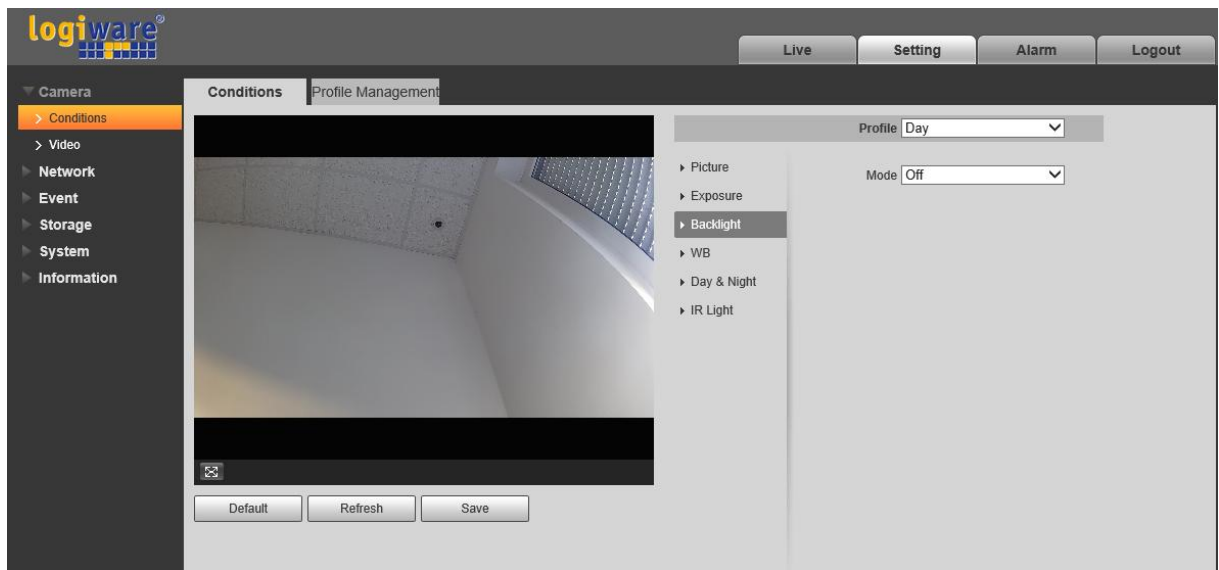 logiware®
Live Setting Alarm Logout
Camera
Conditions
Video
Network
Event
Storage
System
Information
Conditions Profile Management
Profile Day
Picture
Exposure
Backlight
WB
Day & Night
IR Light
Mode Off
Default Refresh Save